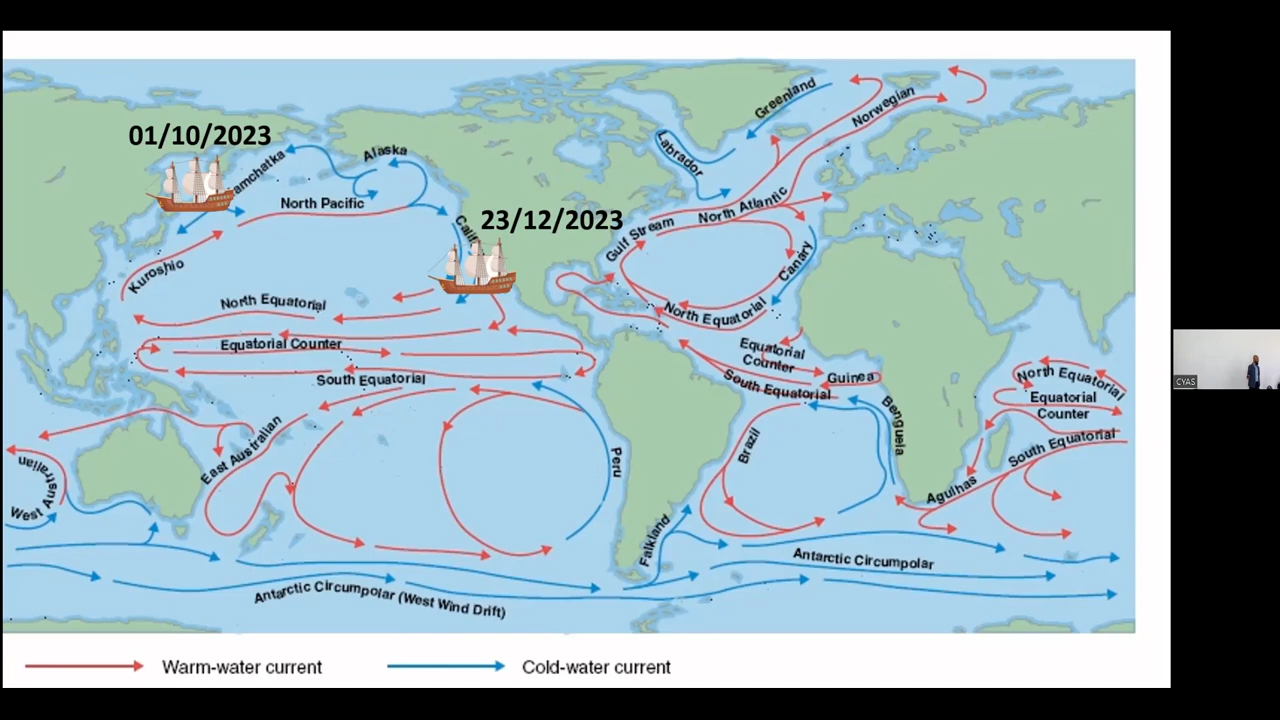 01/10/2023
amchatka
Alaska
North Pacific
Kuroshio
23/12/2023
Calif
North Equatorial
Equatorial Counter
South Equatorial
East Australian
West Australian
Peru
Antarctic Circumpolar (West Wind Drift)
Greenland
Norwegian
Labrador
North Atlantic
Gulf Stream
Canary
North Equatorial
Equatorial
Counter
Guinea
South Equatorial
Brazil
Benguela
Falkland
Agulhas
North Equatorial
Equatorial
Counter
South Equatorial
Antarctic Circumpolar
Warm-water current
Cold-water current
CYAS